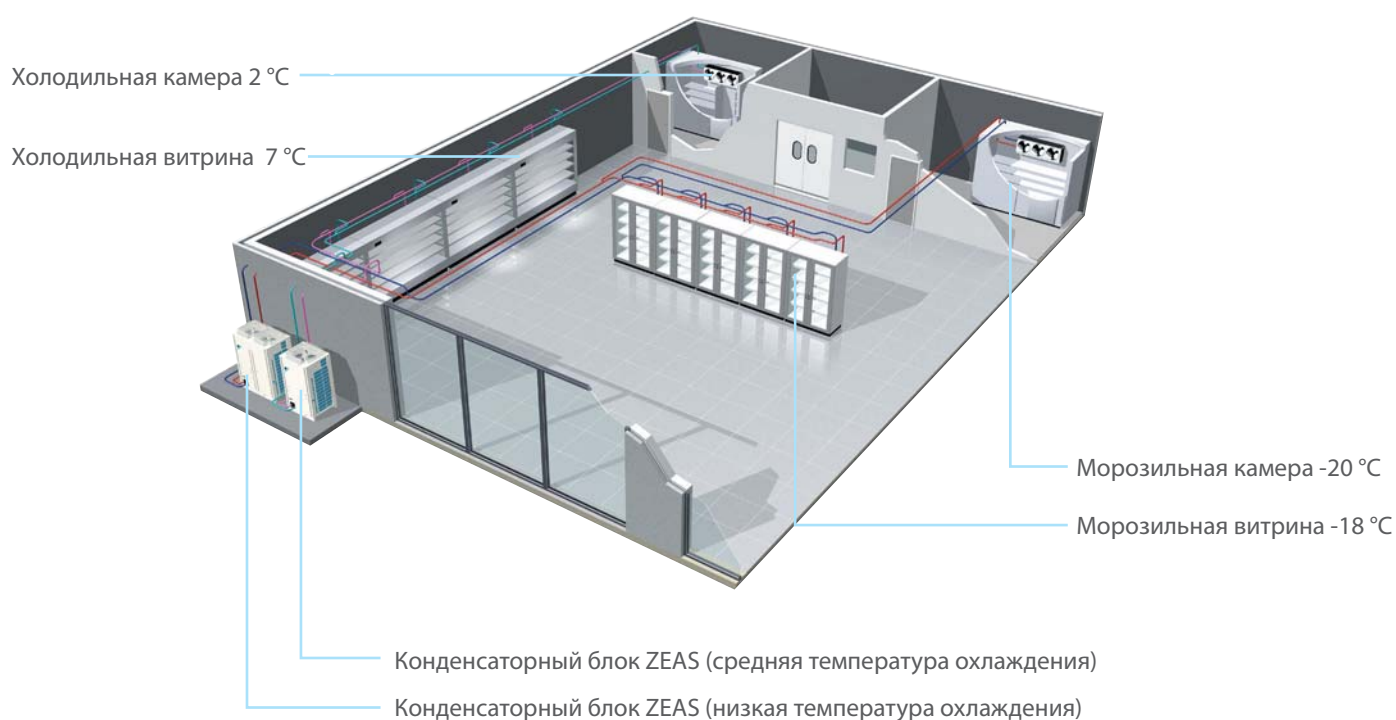 Холодильная камера 2 °C
Холодильная витрина 7 °C
Морозильная камера -20 °C
Морозильная витрина -18 °C
Конденсаторный блок ZEAS (средняя температура охлаждения)
Конденсаторный блок ZEAS (низкая температура охлаждения)